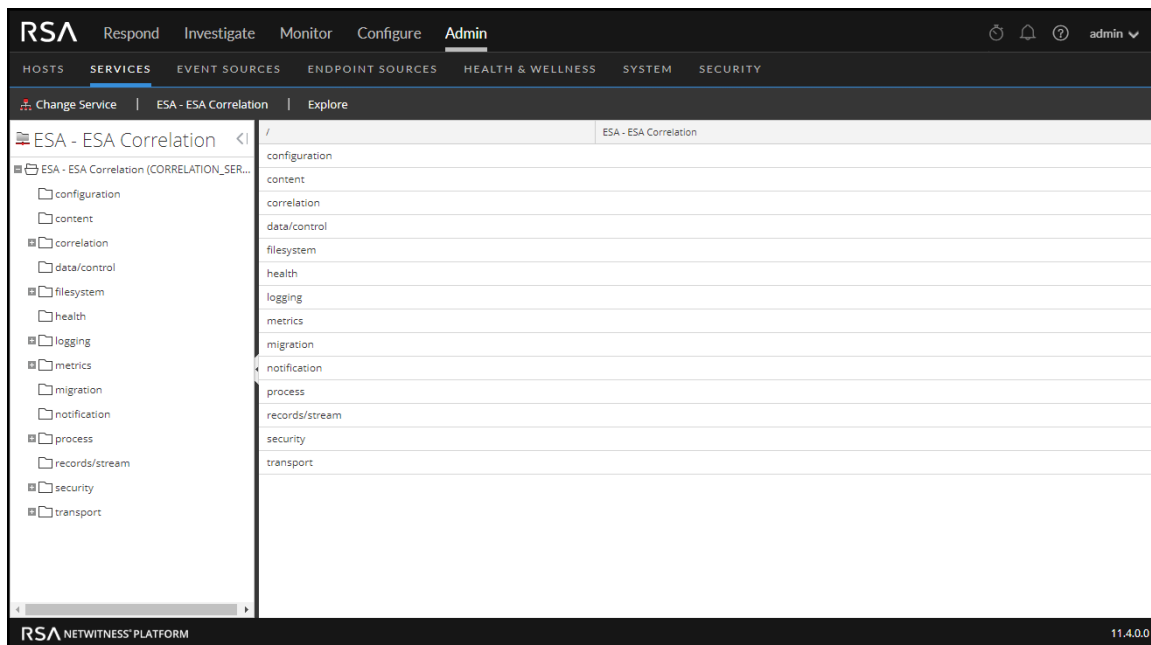 RSA Respond Investigate Monitor Configure Admin admin
HOSTS SERVICES EVENT SOURCES ENDPOINT SOURCES HEALTH & WELLNESS SYSTEM SECURITY
Change Service | ESA - ESA Correlation | Explore
ESA - ESA Correlation
ESA - ESA Correlation (CORRELATION_SER...
configuration
content
correlation
data/control
filesystem
health
logging
metrics
migration
notification
process
records/stream
security
transport
/ ESA - ESA Correlation
configuration
content
correlation
data/control
filesystem
health
logging
metrics
migration
notification
process
records/stream
security
transport
RSA NETWITNESS® PLATFORM 11.4.0.0